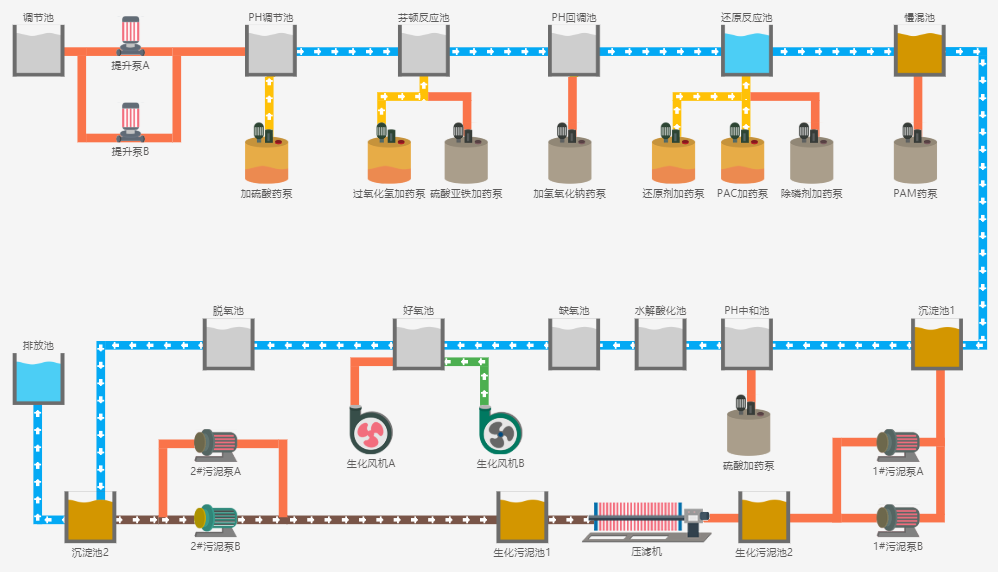 调节池
PH调节池
芬顿反应池
PH回调池
还原反应池
慢混池
提升泵A
提升泵B
加硫酸药泵
过氧化氢加药泵
硫酸亚铁加药泵
加氢氧化钠药泵
还原剂加药泵
PAC加药泵
除磷剂加药泵
PAM药泵
排放池
脱氧池
好氧池
缺氧池
水解酸化池
PH中和池
沉淀池1
生化风机A
生化风机B
硫酸加药泵
2#污泥泵A
1#污泥泵A
沉淀池2
2#污泥泵B
生化污泥池1
压滤机
生化污泥池2
1#污泥泵B